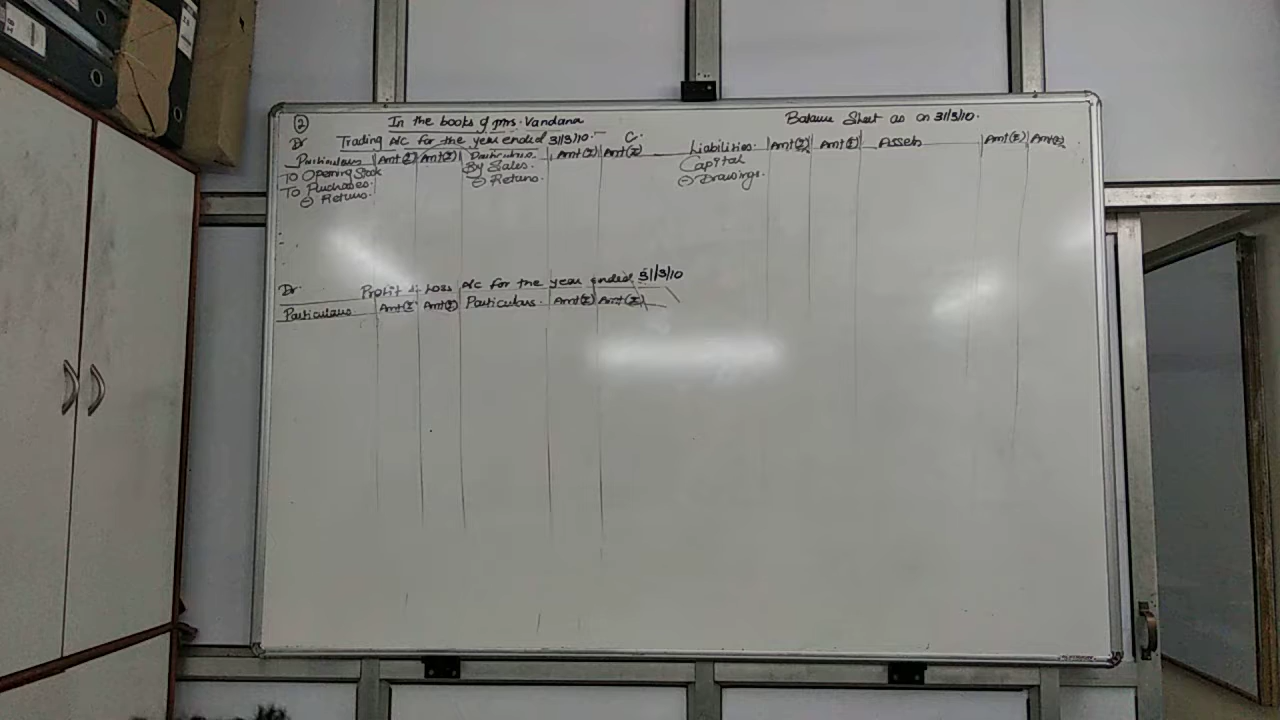 ② In the books of Mrs. Vandana
Dr Trading A/C for the year ended 31/3/10. C.
Particulars Amt(₹) Amt(₹) Particulars. Amt(₹) Amt(₹)
To Opening Stock By Sales.
To Puchases. ⊖ Returns.
⊖ Returns.
Dr. Profit & Loss A/C for the year ended 31/3/10
Particulars Amt(₹) Amt(₹) Particulars. Amt(₹) Amt(₹)
Balance Sheet as on 31/3/10.
Liabilities. Amt(₹) Amt(₹) Assets Amt(₹) Amt(₹)
Capital
⊖ Drawings.